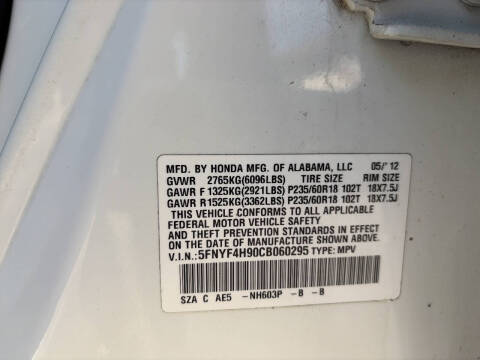 MFD. BY HONDA MFG. OF ALABAMA, LLC 05/'12
GVWR 2765KG(6096LBS) TIRE SIZE RIM SIZE
GAWR F 1325KG(2921LBS) P235/60R18 102T 18X7.5J
GAWR R 1525KG(3362LBS) P235/60R18 102T 18X7.5J
THIS VEHICLE CONFORMS TO ALL APPLICABLE
FEDERAL MOTOR VEHICLE SAFETY
AND THEFT PREVENTION STANDARDS IN EFFECT
ON THE DATE OF MANUFACTURE SHOWN ABOVE.
V.I.N.: 5FNYF4H90CB060295 TYPE: MPV
SZA C AE5 -NH603P -B -B